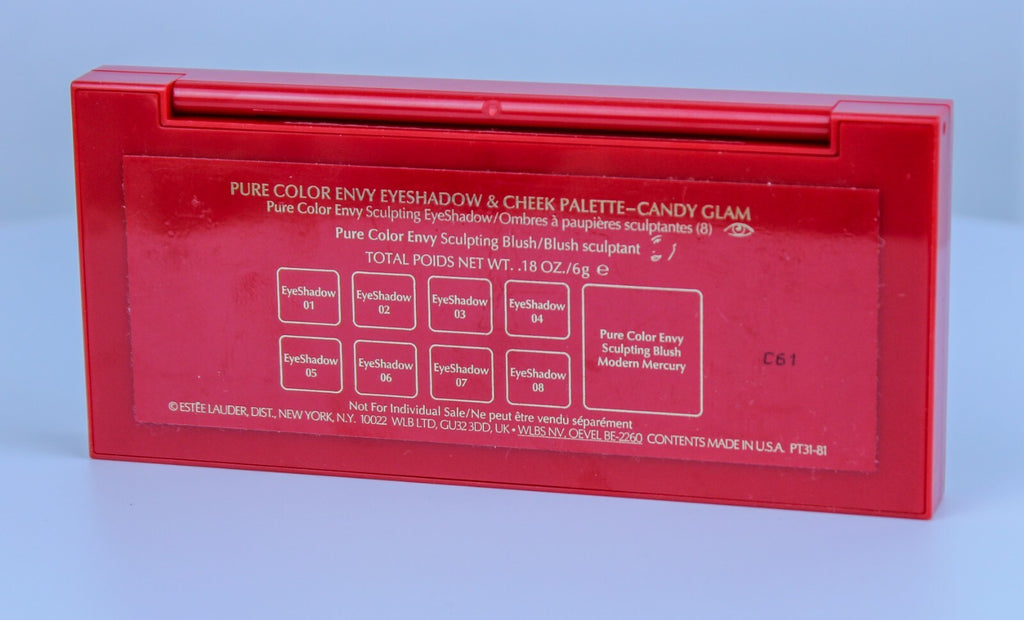 PURE COLOR ENVY EYESHADOW & CHEEK PALETTE–CANDY GLAM
Pure Color Envy Sculpting EyeShadow/Ombres à paupières sculptantes (8)
Pure Color Envy Sculpting Blush/Blush sculptant
TOTAL POIDS NET WT. .18 OZ./6g ℮
EyeShadow
01
EyeShadow
02
EyeShadow
03
EyeShadow
04
EyeShadow
05
EyeShadow
06
EyeShadow
07
EyeShadow
08
Pure Color Envy
Sculpting Blush
Modern Mercury
C61
Not For Individual Sale/Ne peut être vendu séparément
© ESTĒE LAUDER, DIST., NEW YORK, N.Y. 10022 WLB LTD, GU32 3DD, UK • WLBS NV, OEVEL BE-2260 CONTENTS MADE IN U.S.A. PT31-81